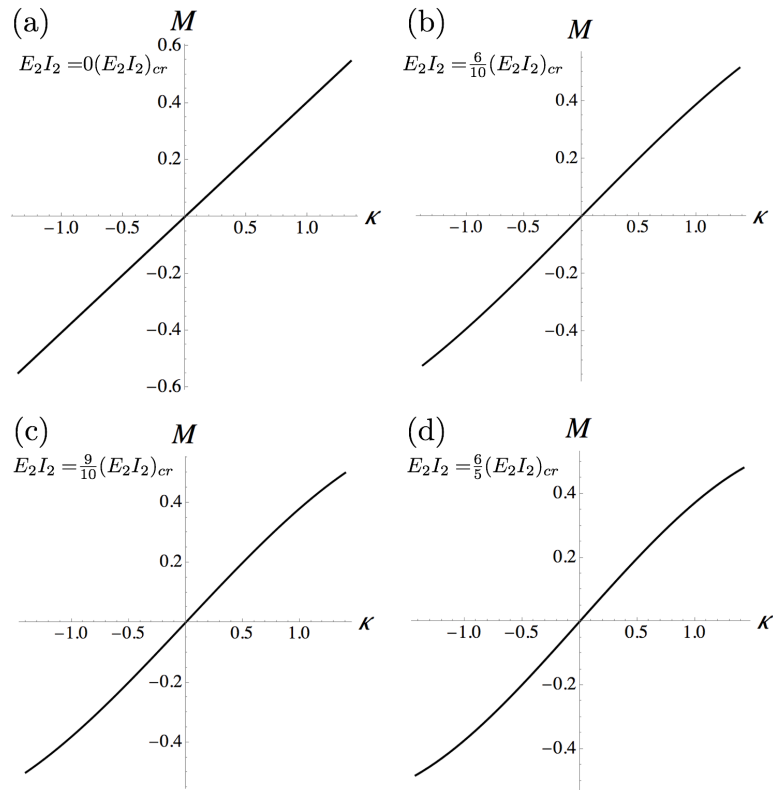 (a)
M
E₂I₂ =0(E₂I₂)cr
0.6
0.4
0.2
−1.0 −0.5 0.5 1.0 κ
−0.2
−0.4
−0.6
(b)
M
E₂I₂ =6/10(E₂I₂)cr
0.4
0.2
−1.0 −0.5 0.5 1.0 κ
−0.2
−0.4
(c)
M
E₂I₂ =9/10(E₂I₂)cr
0.4
0.2
−1.0 −0.5 0.5 1.0 κ
−0.2
−0.4
(d)
M
E₂I₂ =6/5(E₂I₂)cr
0.4
0.2
−1.0 −0.5 0.5 1.0 κ
−0.2
−0.4